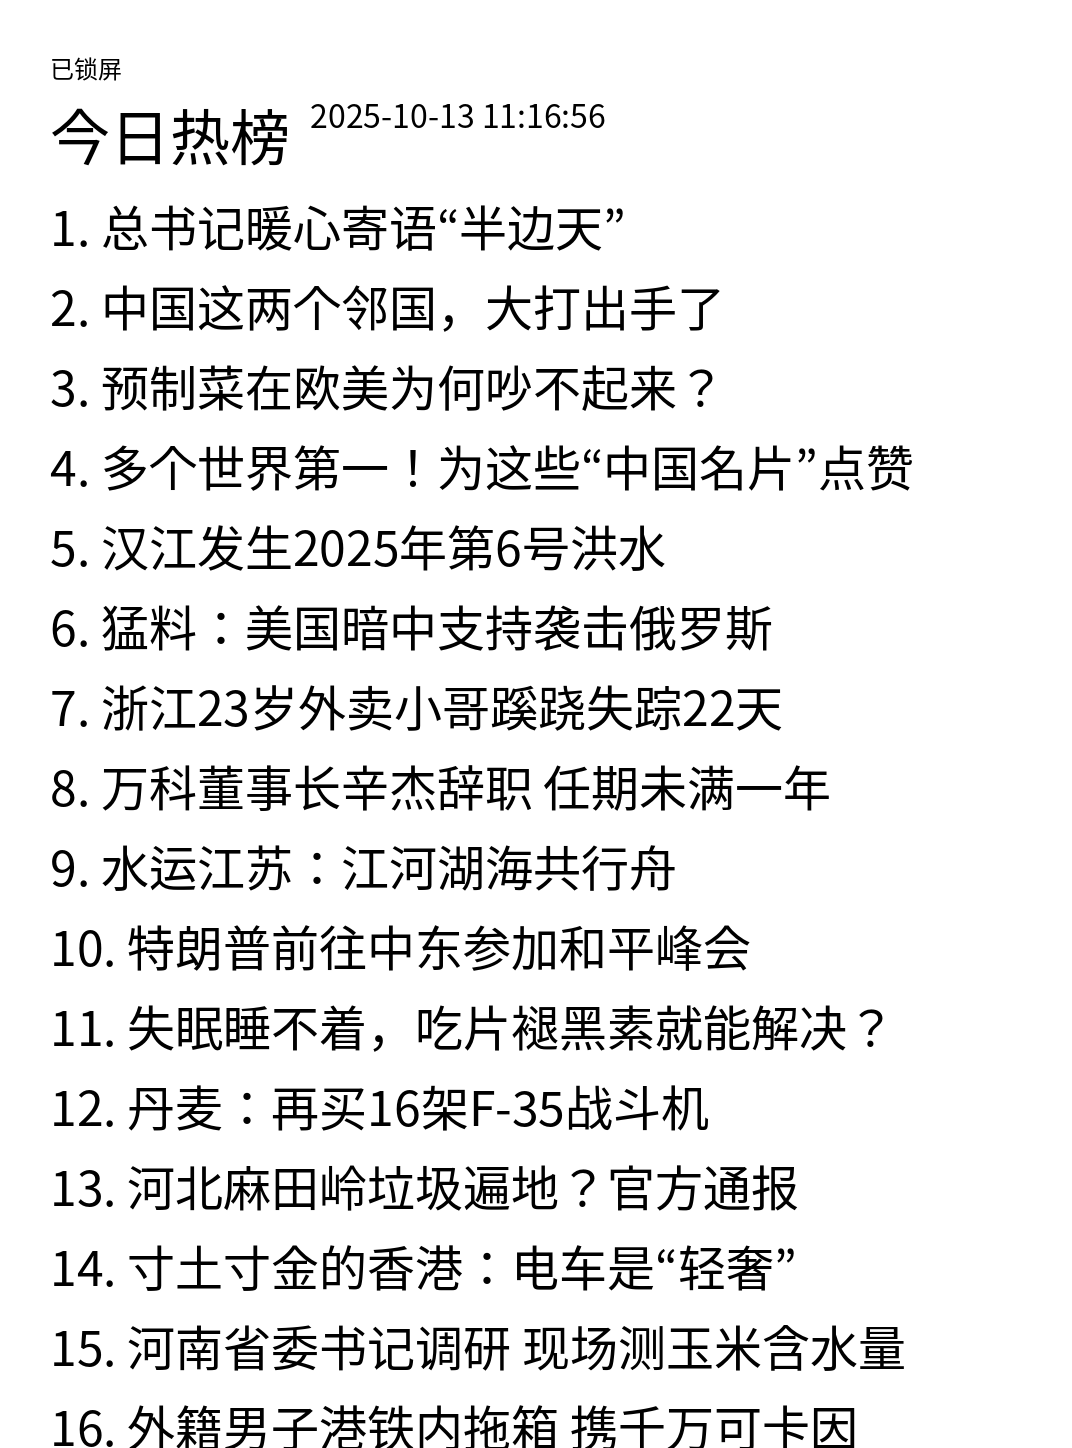 已锁屏
今日热榜 2025-10-13 11:16:56
1. 总书记暖心寄语“半边天”
2. 中国这两个邻国，大打出手了
3. 预制菜在欧美为何吵不起来？
4. 多个世界第一！为这些“中国名片”点赞
5. 汉江发生2025年第6号洪水
6. 猛料：美国暗中支持袭击俄罗斯
7. 浙江23岁外卖小哥蹊跷失踪22天
8. 万科董事长辛杰辞职 任期未满一年
9. 水运江苏：江河湖海共行舟
10. 特朗普前往中东参加和平峰会
11. 失眠睡不着，吃片褪黑素就能解决？
12. 丹麦：再买16架F-35战斗机
13. 河北麻田岭垃圾遍地？官方通报
14. 寸土寸金的香港：电车是“轻奢”
15. 河南省委书记调研 现场测玉米含水量
16. 外籍男子港铁内拖箱 携千万可卡因